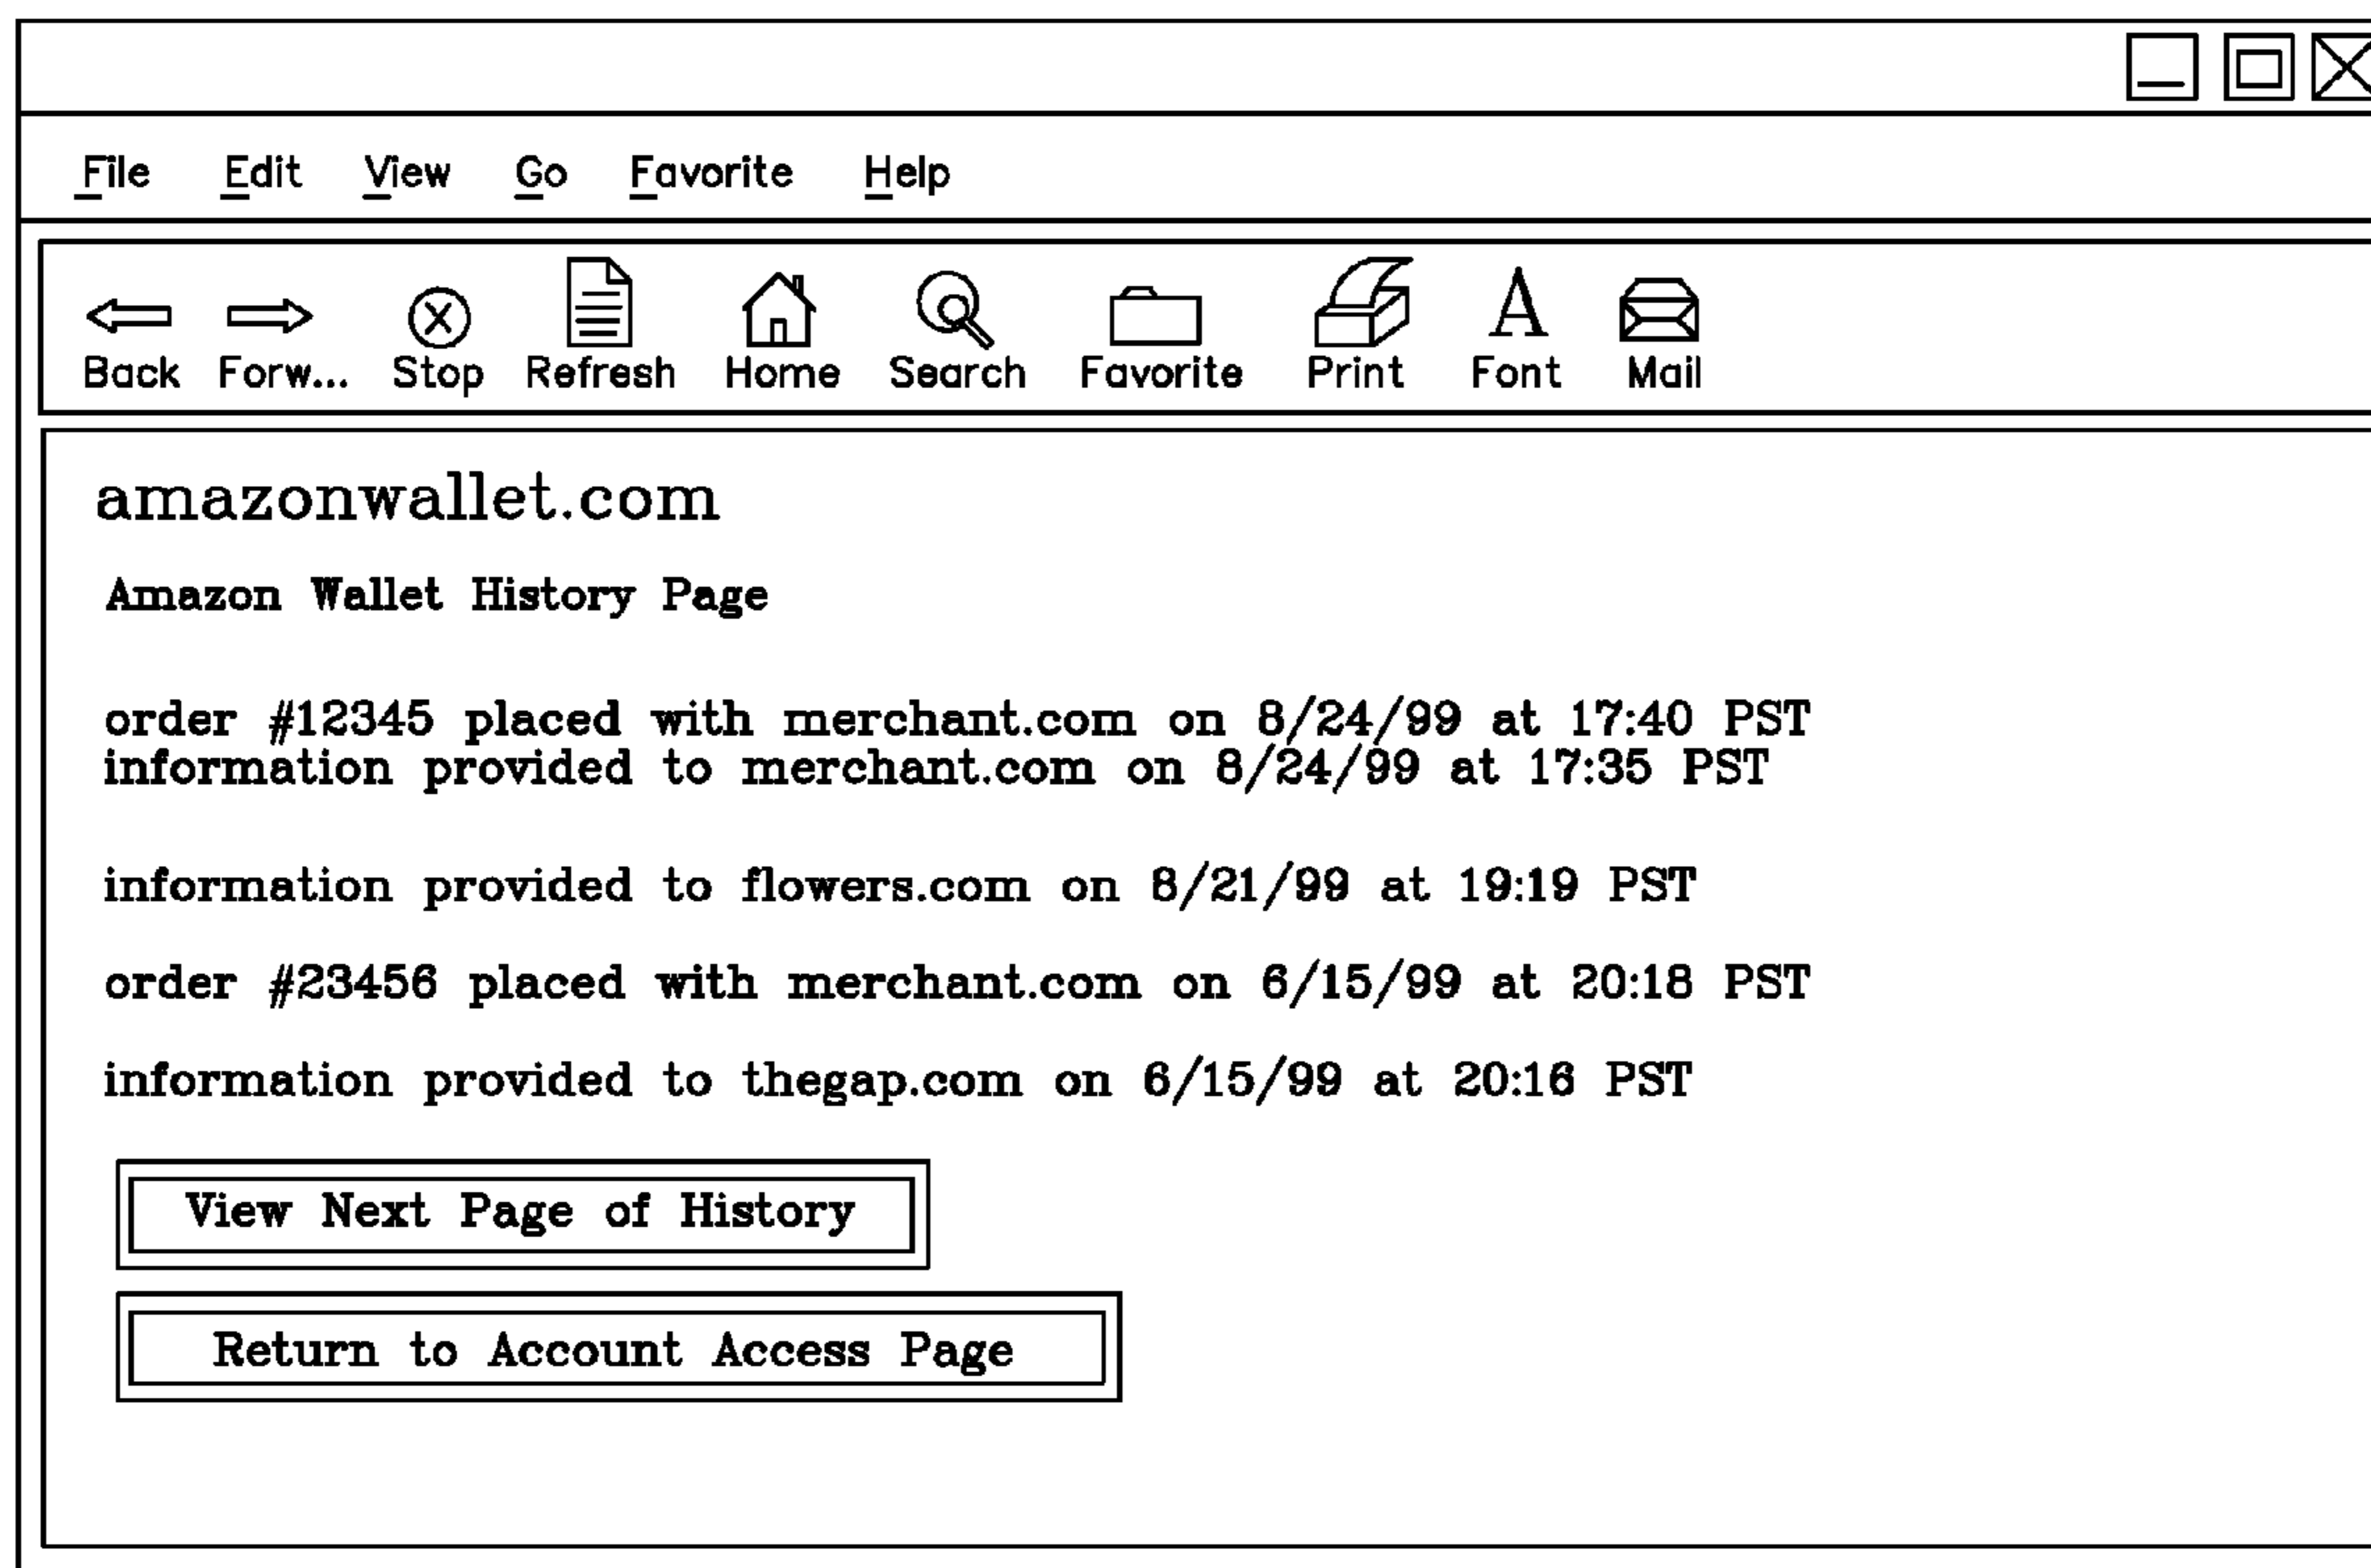 File Edit View Go Favorite Help
Back Forw... Stop Refresh Home Search Favorite Print Font Mail
amazonwallet.com
Amazon Wallet History Page
order #12345 placed with merchant.com on 8/24/99 at 17:40 PST
information provided to merchant.com on 8/24/99 at 17:35 PST
information provided to flowers.com on 8/21/99 at 19:19 PST
order #23456 placed with merchant.com on 6/15/99 at 20:18 PST
information provided to thegap.com on 6/15/99 at 20:16 PST
View Next Page of History
Return to Account Access Page